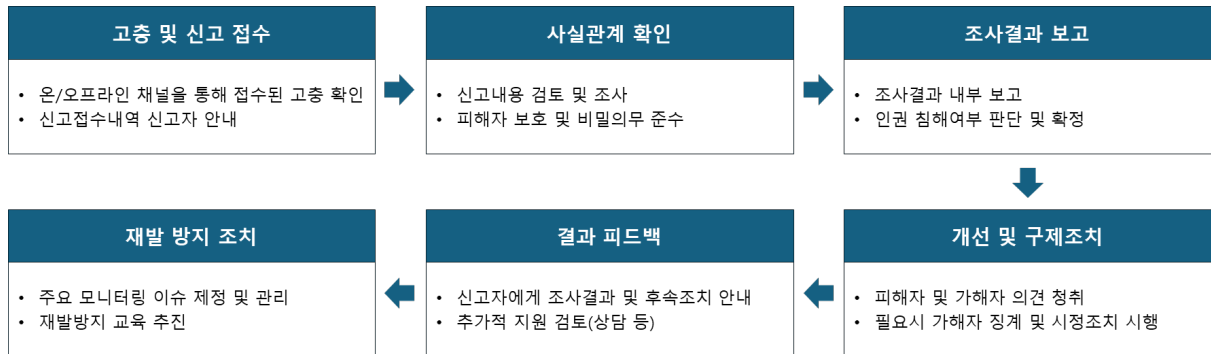 고충 및 신고 접수
• 온/오프라인 채널을 통해 접수된 고충 확인
• 신고접수내역 신고자 안내
사실관계 확인
• 신고내용 검토 및 조사
• 피해자 보호 및 비밀의무 준수
조사결과 보고
• 조사결과 내부 보고
• 인권 침해여부 판단 및 확정
개선 및 구제조치
• 피해자 및 가해자 의견 청취
• 필요시 가해자 징계 및 시정조치 시행
결과 피드백
• 신고자에게 조사결과 및 후속조치 안내
• 추가적 지원 검토(상담 등)
재발 방지 조치
• 주요 모니터링 이슈 제정 및 관리
• 재발방지 교육 추진